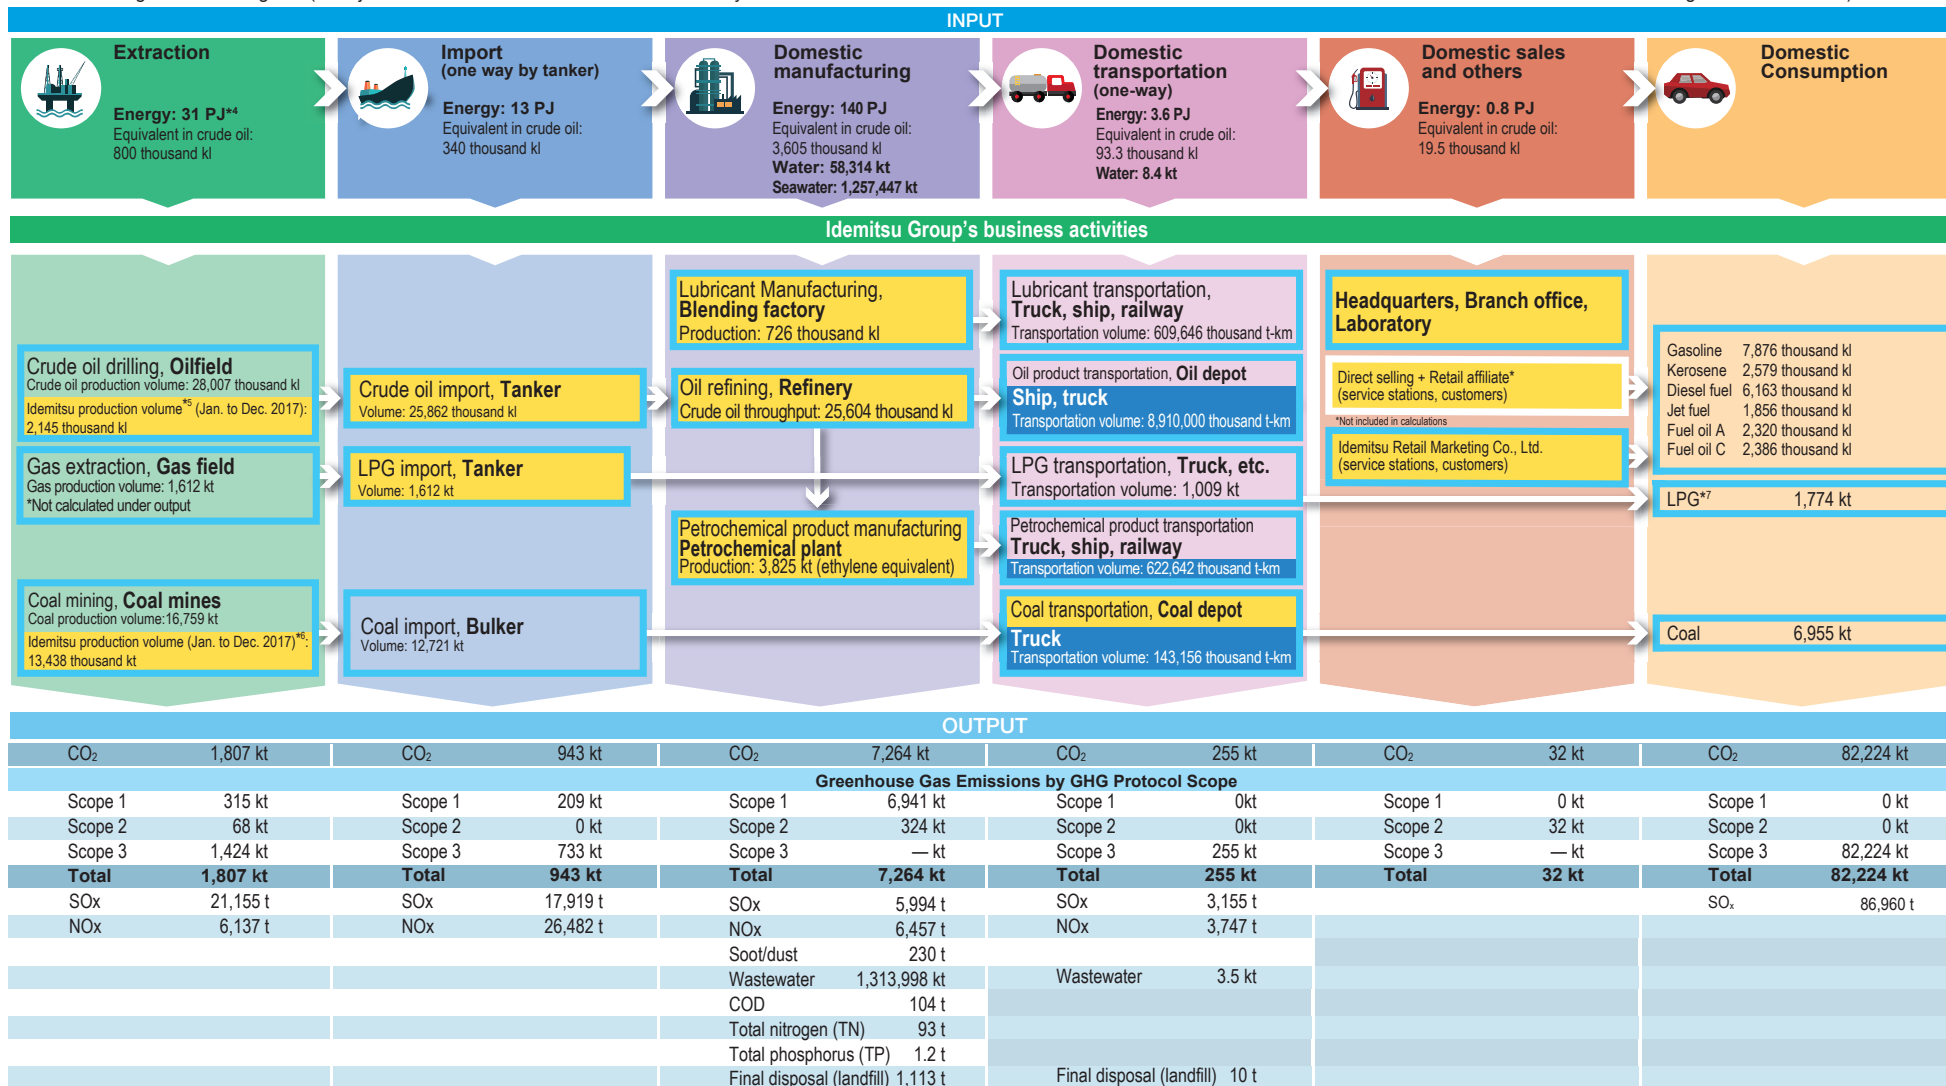 INPUT
Extraction
Energy: 31 PJ*4
Equivalent in crude oil:
800 thousand kl
Import
(one way by tanker)
Energy: 13 PJ
Equivalent in crude oil:
340 thousand kl
Domestic
manufacturing
Energy: 140 PJ
Equivalent in crude oil:
3,605 thousand kl
Water: 58,314 kt
Seawater: 1,257,447 kt
Domestic
transportation
(one-way)
Energy: 3.6 PJ
Equivalent in crude oil:
93.3 thousand kl
Water: 8.4 kt
Domestic sales
and others
Energy: 0.8 PJ
Equivalent in crude oil:
19.5 thousand kl
Domestic
Consumption
Idemitsu Group's business activities
Crude oil drilling, Oilfield
Crude oil production volume: 28,007 thousand kl
Idemitsu production volume*5 (Jan. to Dec. 2017):
2,145 thousand kl
Gas extraction, Gas field
Gas production volume: 1,612 kt
*Not calculated under output
Coal mining, Coal mines
Coal production volume:16,759 kt
Idemitsu production volume (Jan. to Dec. 2017)*6:
13,438 thousand kt
Crude oil import, Tanker
Volume: 25,862 thousand kl
LPG import, Tanker
Volume: 1,612 kt
Coal import, Bulker
Volume: 12,721 kt
Lubricant Manufacturing,
Blending factory
Production: 726 thousand kl
Oil refining, Refinery
Crude oil throughput: 25,604 thousand kl
Petrochemical product manufacturing
Petrochemical plant
Production: 3,825 kt (ethylene equivalent)
Lubricant transportation,
Truck, ship, railway
Transportation volume: 609,646 thousand t-km
Oil product transportation, Oil depot
Ship, truck
Transportation volume: 8,910,000 thousand t-km
LPG transportation, Truck, etc.
Transportation volume: 1,009 kt
Petrochemical product transportation
Truck, ship, railway
Transportation volume: 622,642 thousand t-km
Coal transportation, Coal depot
Truck
Transportation volume: 143,156 thousand t-km
Headquarters, Branch office,
Laboratory
Direct selling + Retail affiliate*
(service stations, customers)
*Not included in calculations
Idemitsu Retail Marketing Co., Ltd.
(service stations, customers)
Gasoline 7,876 thousand kl
Kerosene 2,579 thousand kl
Diesel fuel 6,163 thousand kl
Jet fuel 1,856 thousand kl
Fuel oil A 2,320 thousand kl
Fuel oil C 2,386 thousand kl
LPG*7 1,774 kt
Coal 6,955 kt
OUTPUT
CO2 1,807 kt CO2 943 kt CO2 7,264 kt CO2 255 kt CO2 32 kt CO2 82,224 kt
Greenhouse Gas Emissions by GHG Protocol Scope
Scope 1 315 kt Scope 1 209 kt Scope 1 6,941 kt Scope 1 0kt Scope 1 0 kt Scope 1 0 kt
Scope 2 68 kt Scope 2 0 kt Scope 2 324 kt Scope 2 0kt Scope 2 32 kt Scope 2 0 kt
Scope 3 1,424 kt Scope 3 733 kt Scope 3 — kt Scope 3 255 kt Scope 3 — kt Scope 3 82,224 kt
Total 1,807 kt Total 943 kt Total 7,264 kt Total 255 kt Total 32 kt Total 82,224 kt
SOx 21,155 t SOx 17,919 t SOx 5,994 t SOx 3,155 t SOx 86,960 t
NOx 6,137 t NOx 26,482 t NOx 6,457 t NOx 3,747 t
Soot/dust 230 t
Wastewater 1,313,998 kt Wastewater 3.5 kt
COD 104 t
Total nitrogen (TN) 93 t
Total phosphorus (TP) 1.2 t
Final disposal (landfill) 1,113 t Final disposal (landfill) 10 t